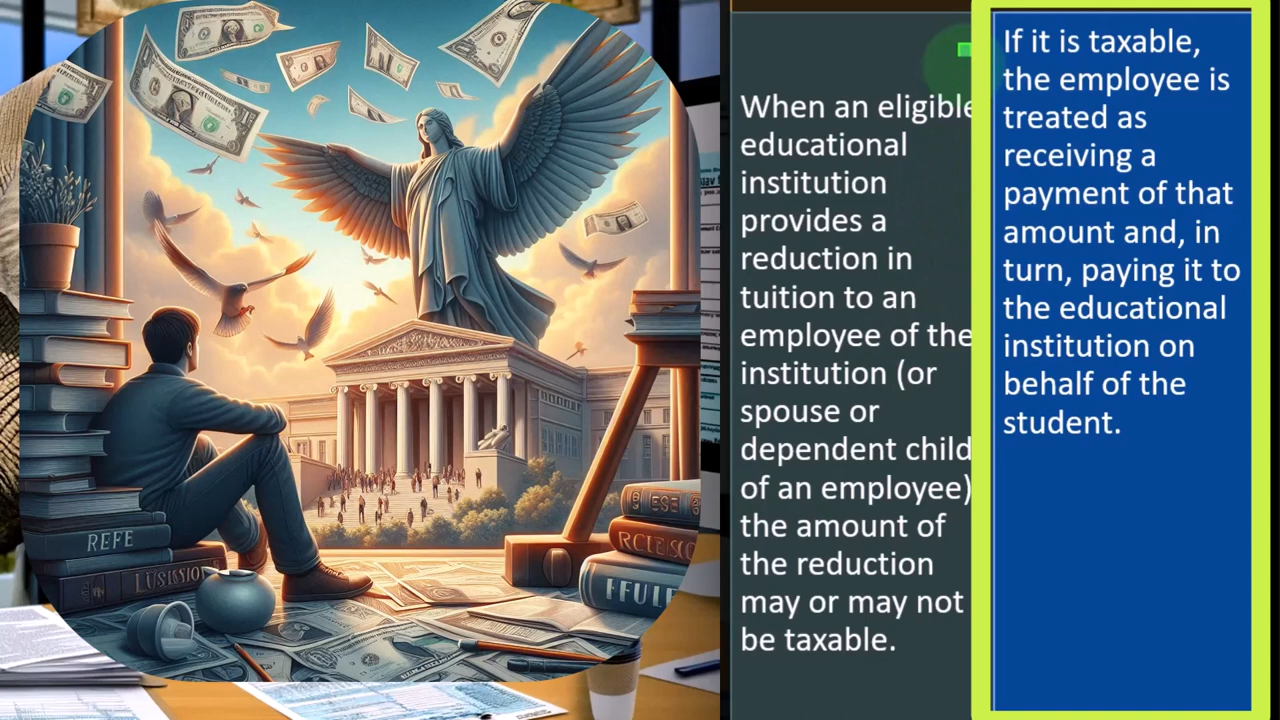 When an eligible
educational
institution
provides a
reduction in
tuition to an
employee of the
institution (or
spouse or
dependent child
of an employee)
the amount of
the reduction
may or may not
be taxable.
If it is taxable,
the employee is
treated as
receiving a
payment of that
amount and, in
turn, paying it to
the educational
institution on
behalf of the
student.
REFE